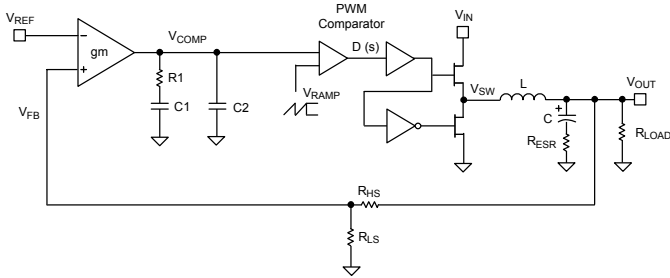 PWM
Comparator
VREF
gm
VCOMP
D (s)
VIN
R1
VRAMP
VSW
L
VOUT
VFB
C1
C2
C
RESR
RLOAD
RHS
RLS